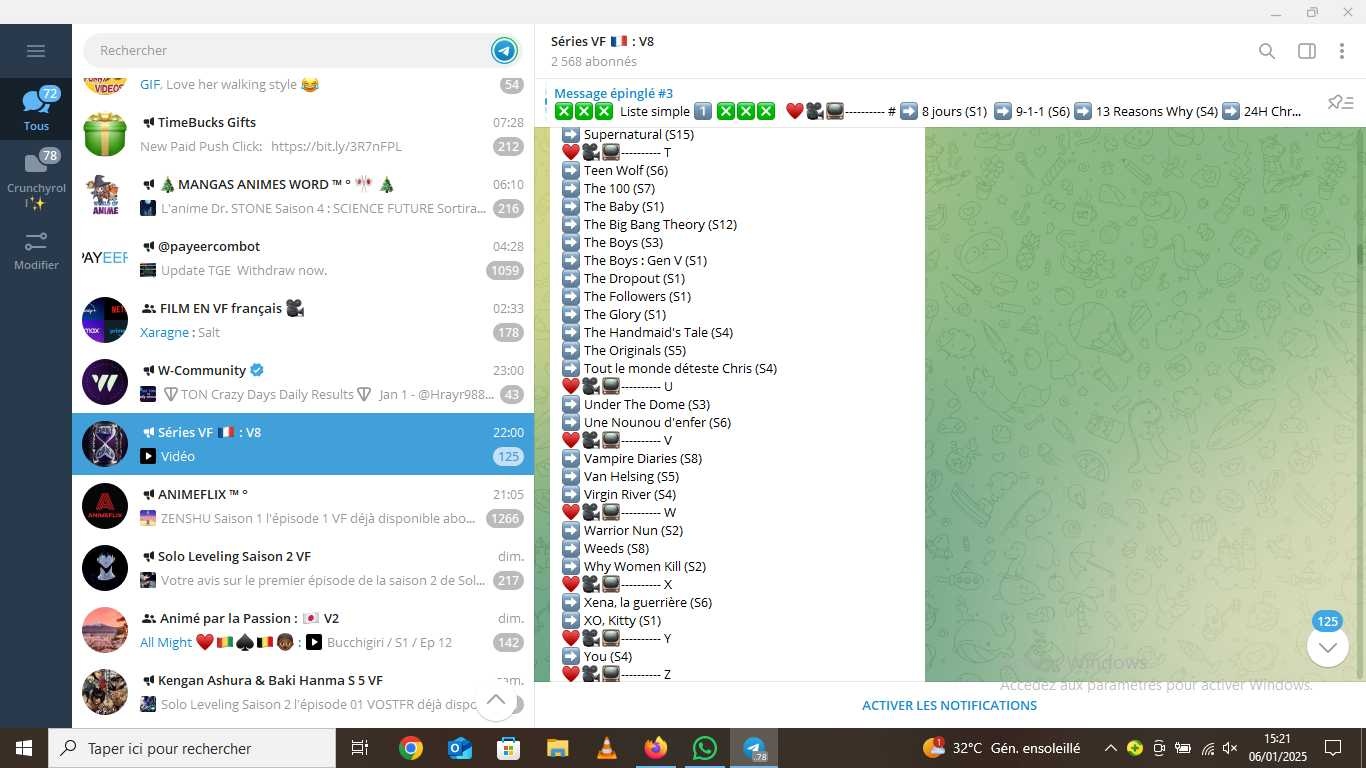 Rechercher
72
Tous
78
Crunchyrol
l✨
Modifier
VIDEOS
GIF, Love her walking style 😂
54
TimeBucks Gifts
07:28
New Paid Push Click: https://bit.ly/3R7nFPL
212
🎄 MANGAS ANIMES WORD ™ ° 🎌 🎄
06:10
L'anime Dr. STONE Saison 4 : SCIENCE FUTURE Sortira...
216
@payeercombot
04:28
Update TGE Withdraw now.
1059
FILM EN VF français 🎥
02:33
Xaragne : Salt
178
W-Community
23:00
TON Crazy Days Daily Results Jan 1 - @Hrayr988...
43
Séries VF 🇫🇷 : V8
22:00
Vidéo
125
ANIMEFLIX ™ °
21:05
ZENSHU Saison 1 l'épisode 1 VF déjà disponible abo...
1266
Solo Leveling Saison 2 VF
dim.
Votre avis sur le premier épisode de la saison 2 de Sol...
217
Animé par la Passion : 🇯🇵 V2
dim.
All Might ❤️🇬🇳♠️🇧🇪 : Bucchigiri / S1 / Ep 12
142
Kengan Ashura & Baki Hanma S 5 VF
Solo Leveling Saison 2 l'épisode 01 VOSTFR déjà dispo
Séries VF 🇫🇷 : V8
2 568 abonnés
Message épinglé #3
❎❎❎ Liste simple 1️⃣ ❎❎❎ ❤️🎥📺---------- # ➡️ 8 jours (S1) ➡️ 9-1-1 (S6) ➡️ 13 Reasons Why (S4) ➡️ 24H Chr...
➡️ Supernatural (S15)
❤️🎥📺---------- T
➡️ Teen Wolf (S6)
➡️ The 100 (S7)
➡️ The Baby (S1)
➡️ The Big Bang Theory (S12)
➡️ The Boys (S3)
➡️ The Boys : Gen V (S1)
➡️ The Dropout (S1)
➡️ The Followers (S1)
➡️ The Glory (S1)
➡️ The Handmaid's Tale (S4)
➡️ The Originals (S5)
➡️ Tout le monde déteste Chris (S4)
❤️🎥📺---------- U
➡️ Under The Dome (S3)
➡️ Une Nounou d'enfer (S6)
❤️🎥📺---------- V
➡️ Vampire Diaries (S8)
➡️ Van Helsing (S5)
➡️ Virgin River (S4)
❤️🎥📺---------- W
➡️ Warrior Nun (S2)
➡️ Weeds (S8)
➡️ Why Women Kill (S2)
❤️🎥📺---------- X
➡️ Xena, la guerrière (S6)
➡️ XO, Kitty (S1)
❤️🎥📺---------- Y
➡️ You (S4)
❤️🎥📺---------- Z
125
Windows
Accédez aux paramètres pour activer Windows.
ACTIVER LES NOTIFICATIONS
Taper ici pour rechercher
.78
1
32°C Gén. ensoleillé
15:21
06/01/2025